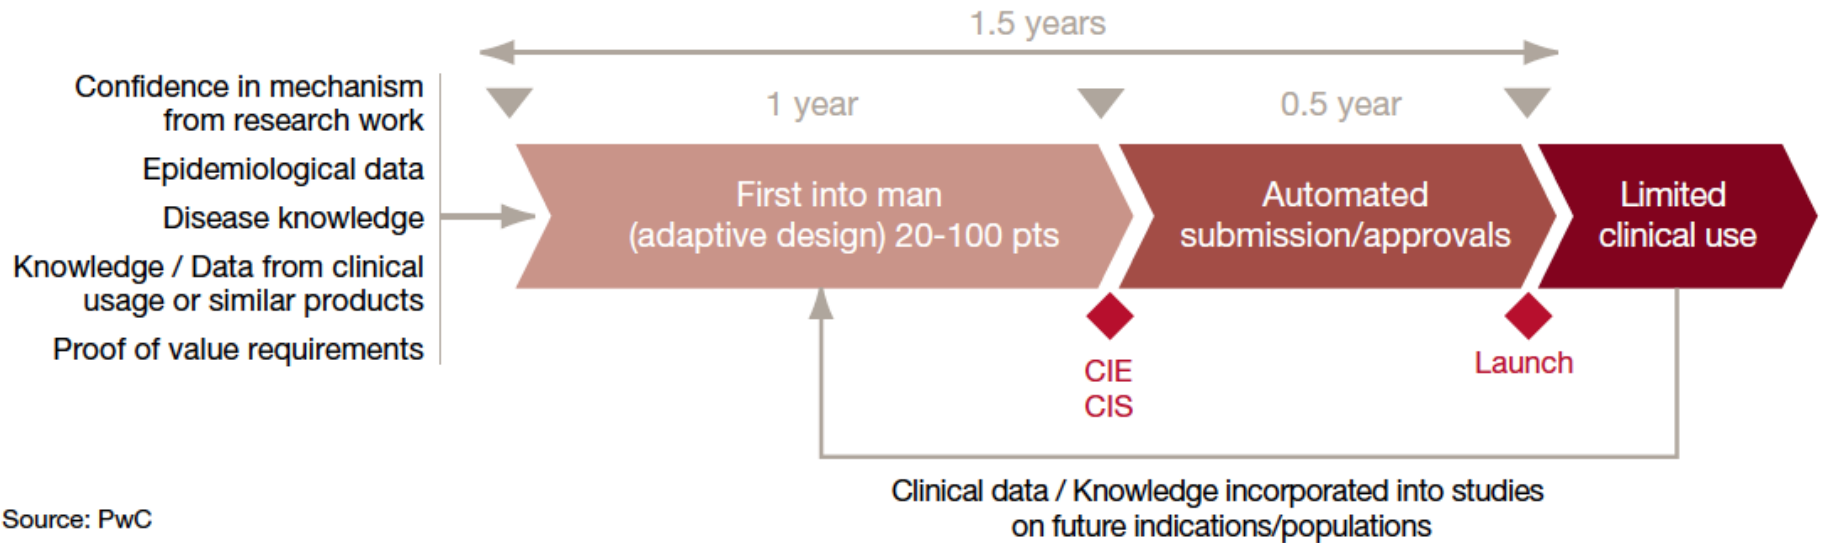 1.5 years
1 year
0.5 year
Confidence in mechanism
from research work
Epidemiological data
Disease knowledge
Knowledge / Data from clinical
usage or similar products
Proof of value requirements
First into man
(adaptive design) 20-100 pts
Automated
submission/approvals
Limited
clinical use
CIE
CIS
Launch
Clinical data / Knowledge incorporated into studies
on future indications/populations
Source: PwC